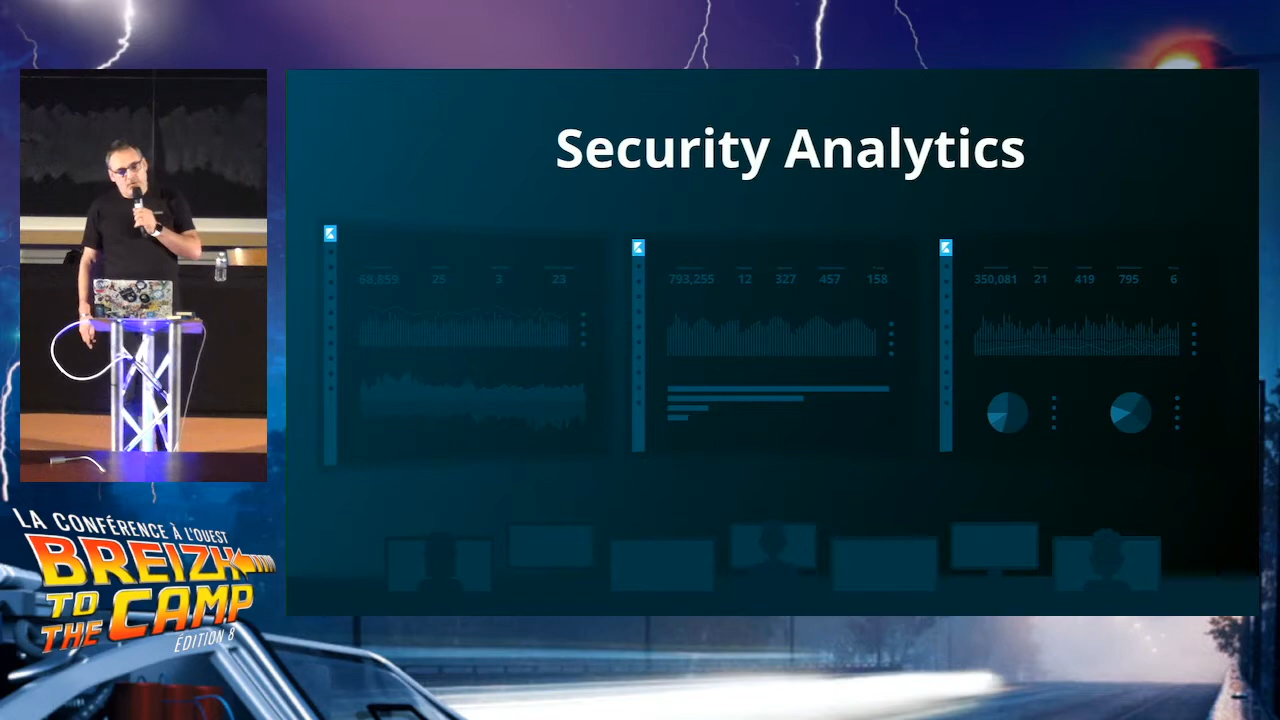 Security Analytics
68,859 25 3 23
793,255 12 327 457 158
350,081 21 419 795 6
LA CONFÉRENCE À L'OUEST
BREIZH
TO
THE CAMP
ÉDITION 8